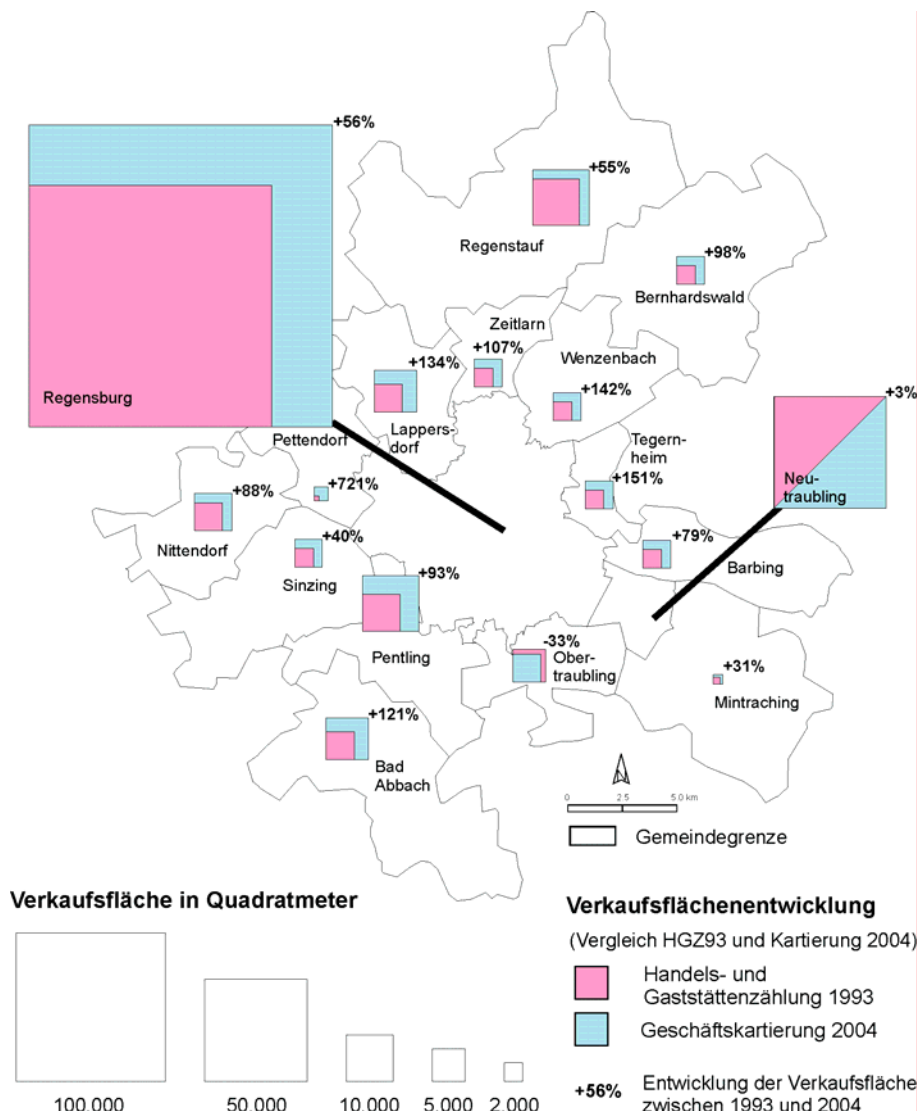 +56%
+55%
Regenstauf
+98%
Bernhardswald
Zeitlarn
+107%
Wenzenbach
+134%
+142%
+3%
Regensburg
Lappers-
dorf
Pettendorf
Tegern-
heim
+721%
+151%
Neu-
traubling
+88%
Nittendorf
+40%
Sinzing
+79%
Barbing
+93%
Pentling
-33%
Ober-
traubling
+31%
Mintraching
+121%
Bad
Abbach
0 2.5 5.0 km
Gemeindegrenze
Verkaufsfläche in Quadratmeter
100.000 50.000 10.000 5.000 2.000
Verkaufsflächenentwicklung
(Vergleich HGZ93 und Kartierung 2004)
Handels- und
Gaststättenzählung 1993
Geschäftskartierung 2004
+56% Entwicklung der Verkaufsfläche
zwischen 1993 und 2004